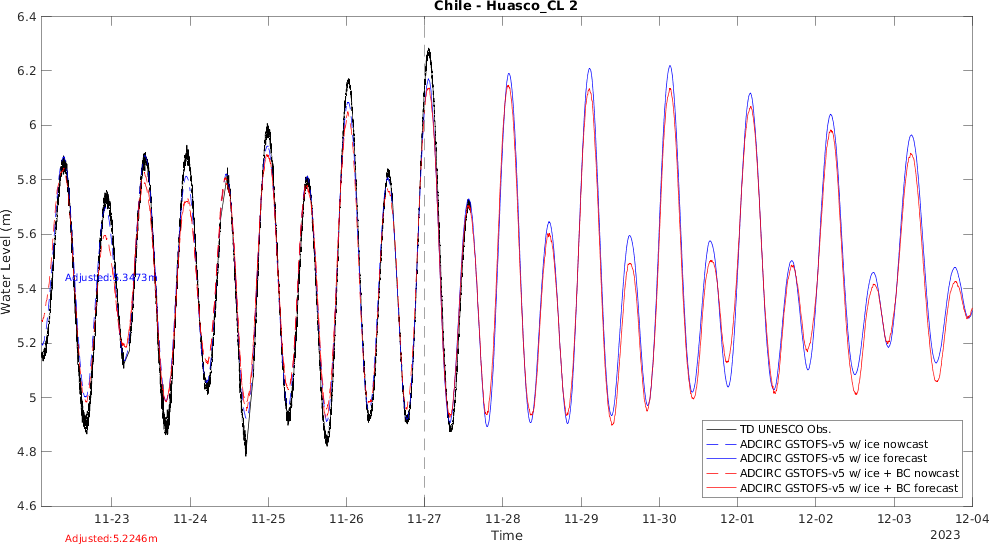 Chile - Huasco_CL 2
6.4
6.2
6
5.8
5.6
5.4
5.2
5
4.8
4.6
Water Level (m)
Adjusted:5.3473m
TD UNESCO Obs.
ADCIRC GSTOFS-v5 w/ ice nowcast
ADCIRC GSTOFS-v5 w/ ice forecast
ADCIRC GSTOFS-v5 w/ ice + BC nowcast
ADCIRC GSTOFS-v5 w/ ice + BC forecast
11-23 11-24 11-25 11-26 11-27 11-28 11-29 11-30 12-01 12-02 12-03 12-04
Time
2023
Adjusted:5.2246m